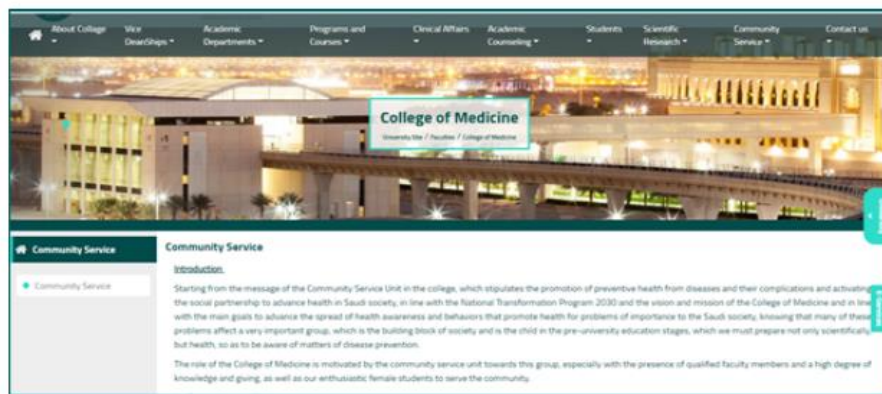 About Collage
Vice
DeanShips
Academic
Departments
Programs and
Courses
Clinical Affairs
Academic
Counseling
Students
Scientific
Research
Community
Service
Contact us
College of Medicine
University Site / Faculties / College of Medicine
Community Service
Community Service
Community Service
Introduction
Starting from the message of the Community Service Unit in the college, which stipulates the promotion of preventive health from diseases and their complications and activating
the social partnership to advance health in Saudi society, in line with the National Transformation Program 2030 and the vision and mission of the College of Medicine and in line
with the main goals to advance the spread of health awareness and behaviors that promote health for problems of importance to the Saudi society, knowing that many of these
problems affect a very important group, which is the building block of society and is the child in the pre-university education stages, which we must prepare not only scientifically
but health, so as to be aware of matters of disease prevention.
The role of the College of Medicine is motivated by the community service unit towards this group, especially with the presence of qualified faculty members and a high degree of
knowledge and giving, as well as our enthusiastic female students to serve the community.